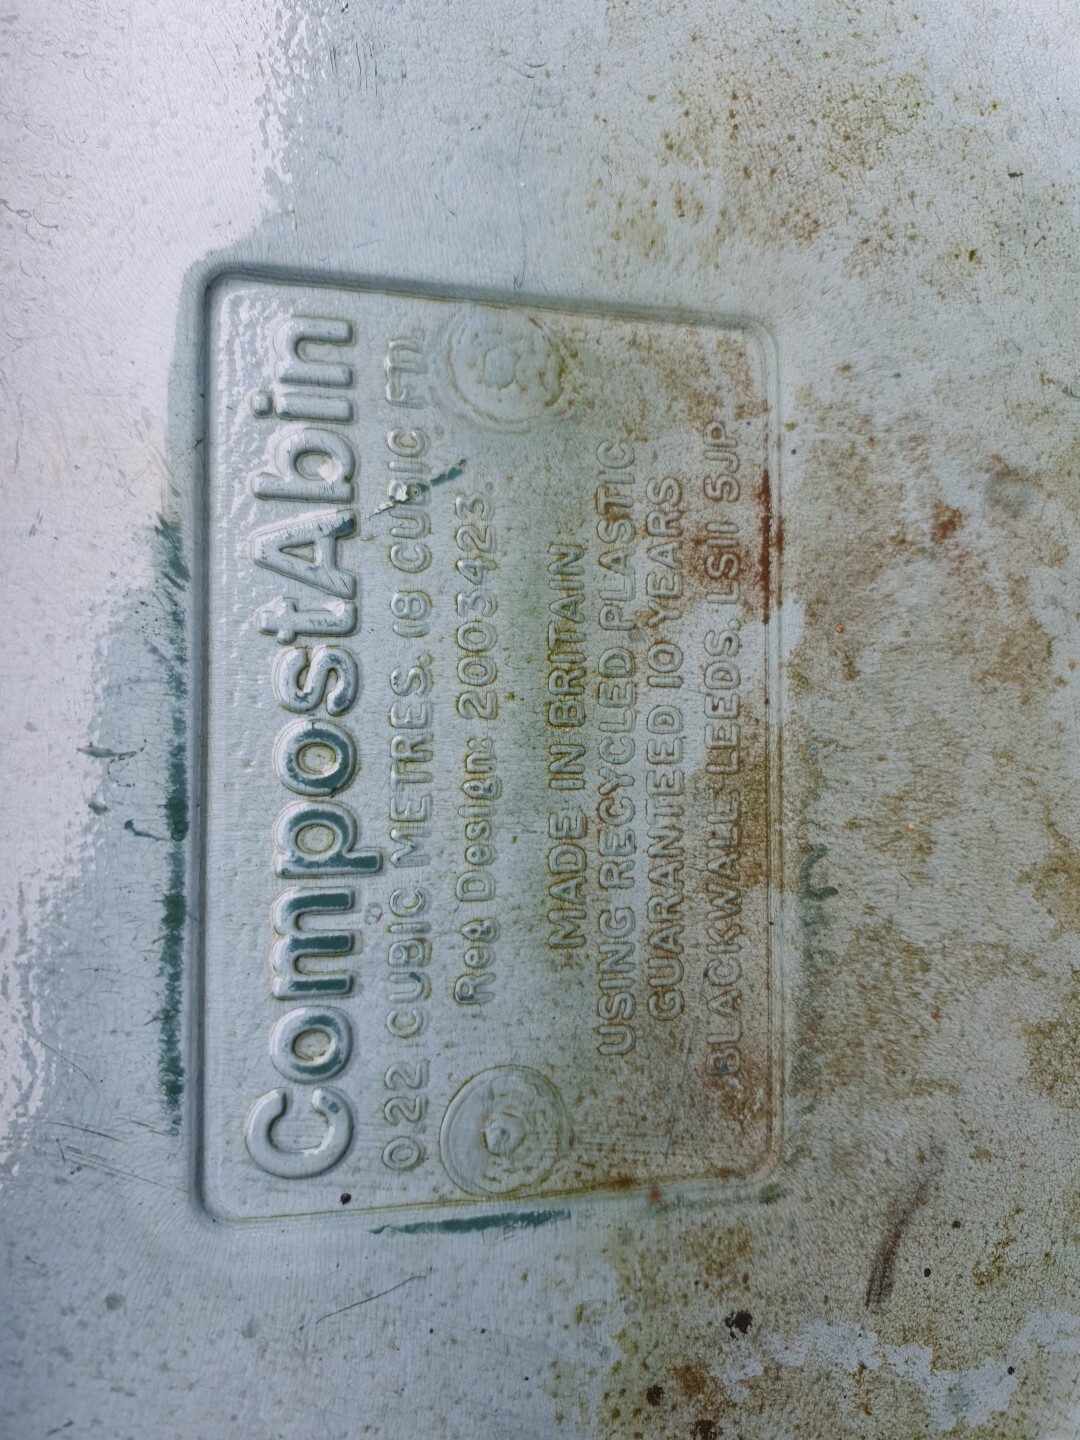 CompostAbin
0.22 CUBIC METRES. (8 CUBIC FT).
Reg Design: 2003423.
MADE IN BRITAIN
USING RECYCLED PLASTIC
GUARANTEED 10 YEARS
BLACKWALL LEEDS. LS11 5JP.